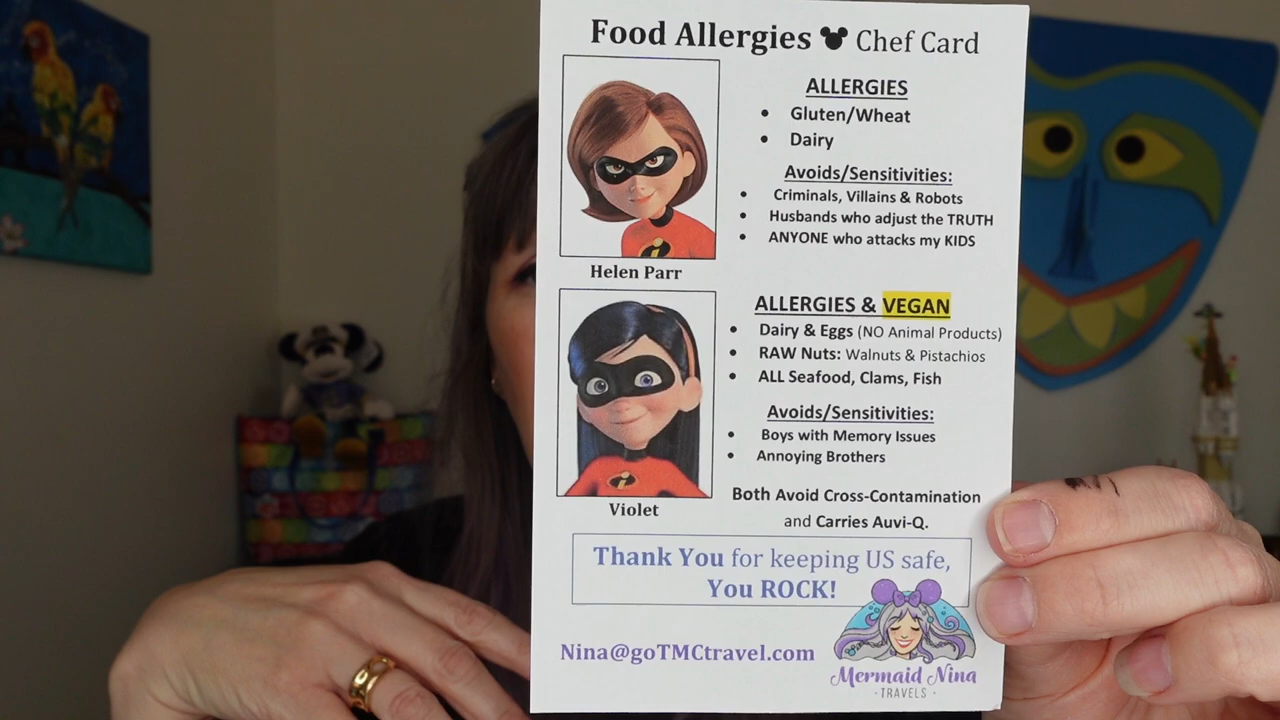 Food Allergies Chef Card
ALLERGIES
• Gluten/Wheat
• Dairy
Avoids/Sensitivities:
• Criminals, Villains & Robots
• Husbands who adjust the TRUTH
• ANYONE who attacks my KIDS
Helen Parr
ALLERGIES & VEGAN
• Dairy & Eggs (NO Animal Products)
• RAW Nuts: Walnuts & Pistachios
• ALL Seafood, Clams, Fish
Avoids/Sensitivities:
• Boys with Memory Issues
• Annoying Brothers
Violet
Both Avoid Cross-Contamination
and Carries Auvi-Q.
Thank You for keeping US safe,
You ROCK!
Nina@goTMCtravel.com
Mermaid Nina
· TRAVELS ·